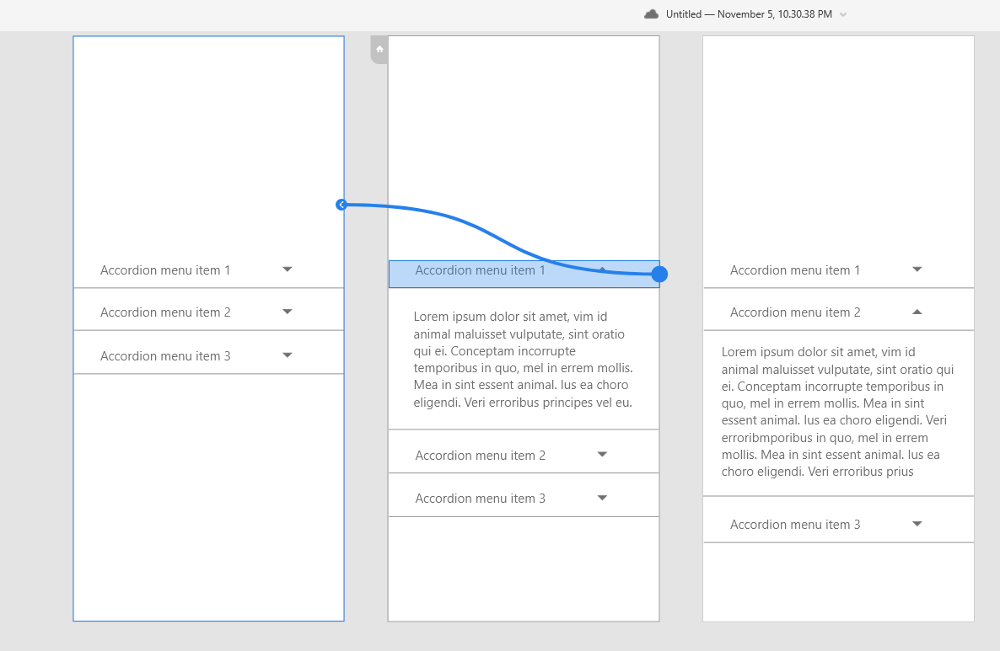 Untitled — November 5, 10.30.38 PM
Accordion menu item 1
Accordion menu item 2
Accordion menu item 3
Accordion menu item 1
Lorem ipsum dolor sit amet, vim id
animal maluisset vulputate, sint oratio
qui ei. Conceptam incorrupte
temporibus in quo, mel in errem mollis.
Mea in sint essent animal. Ius ea choro
eligendi. Veri erroribus principes vel eu.
Accordion menu item 2
Accordion menu item 3
Accordion menu item 1
Accordion menu item 2
Lorem ipsum dolor sit amet, vim id
animal maluisset vulputate, sint oratio qui
ei. Conceptam incorrupte temporibus in
quo, mel in errem mollis. Mea in sint
essent animal. Ius ea choro eligendi. Veri
erroribmporibus in quo, mel in errem
mollis. Mea in sint essent animal. Ius ea
choro eligendi. Veri erroribus prius
Accordion menu item 3